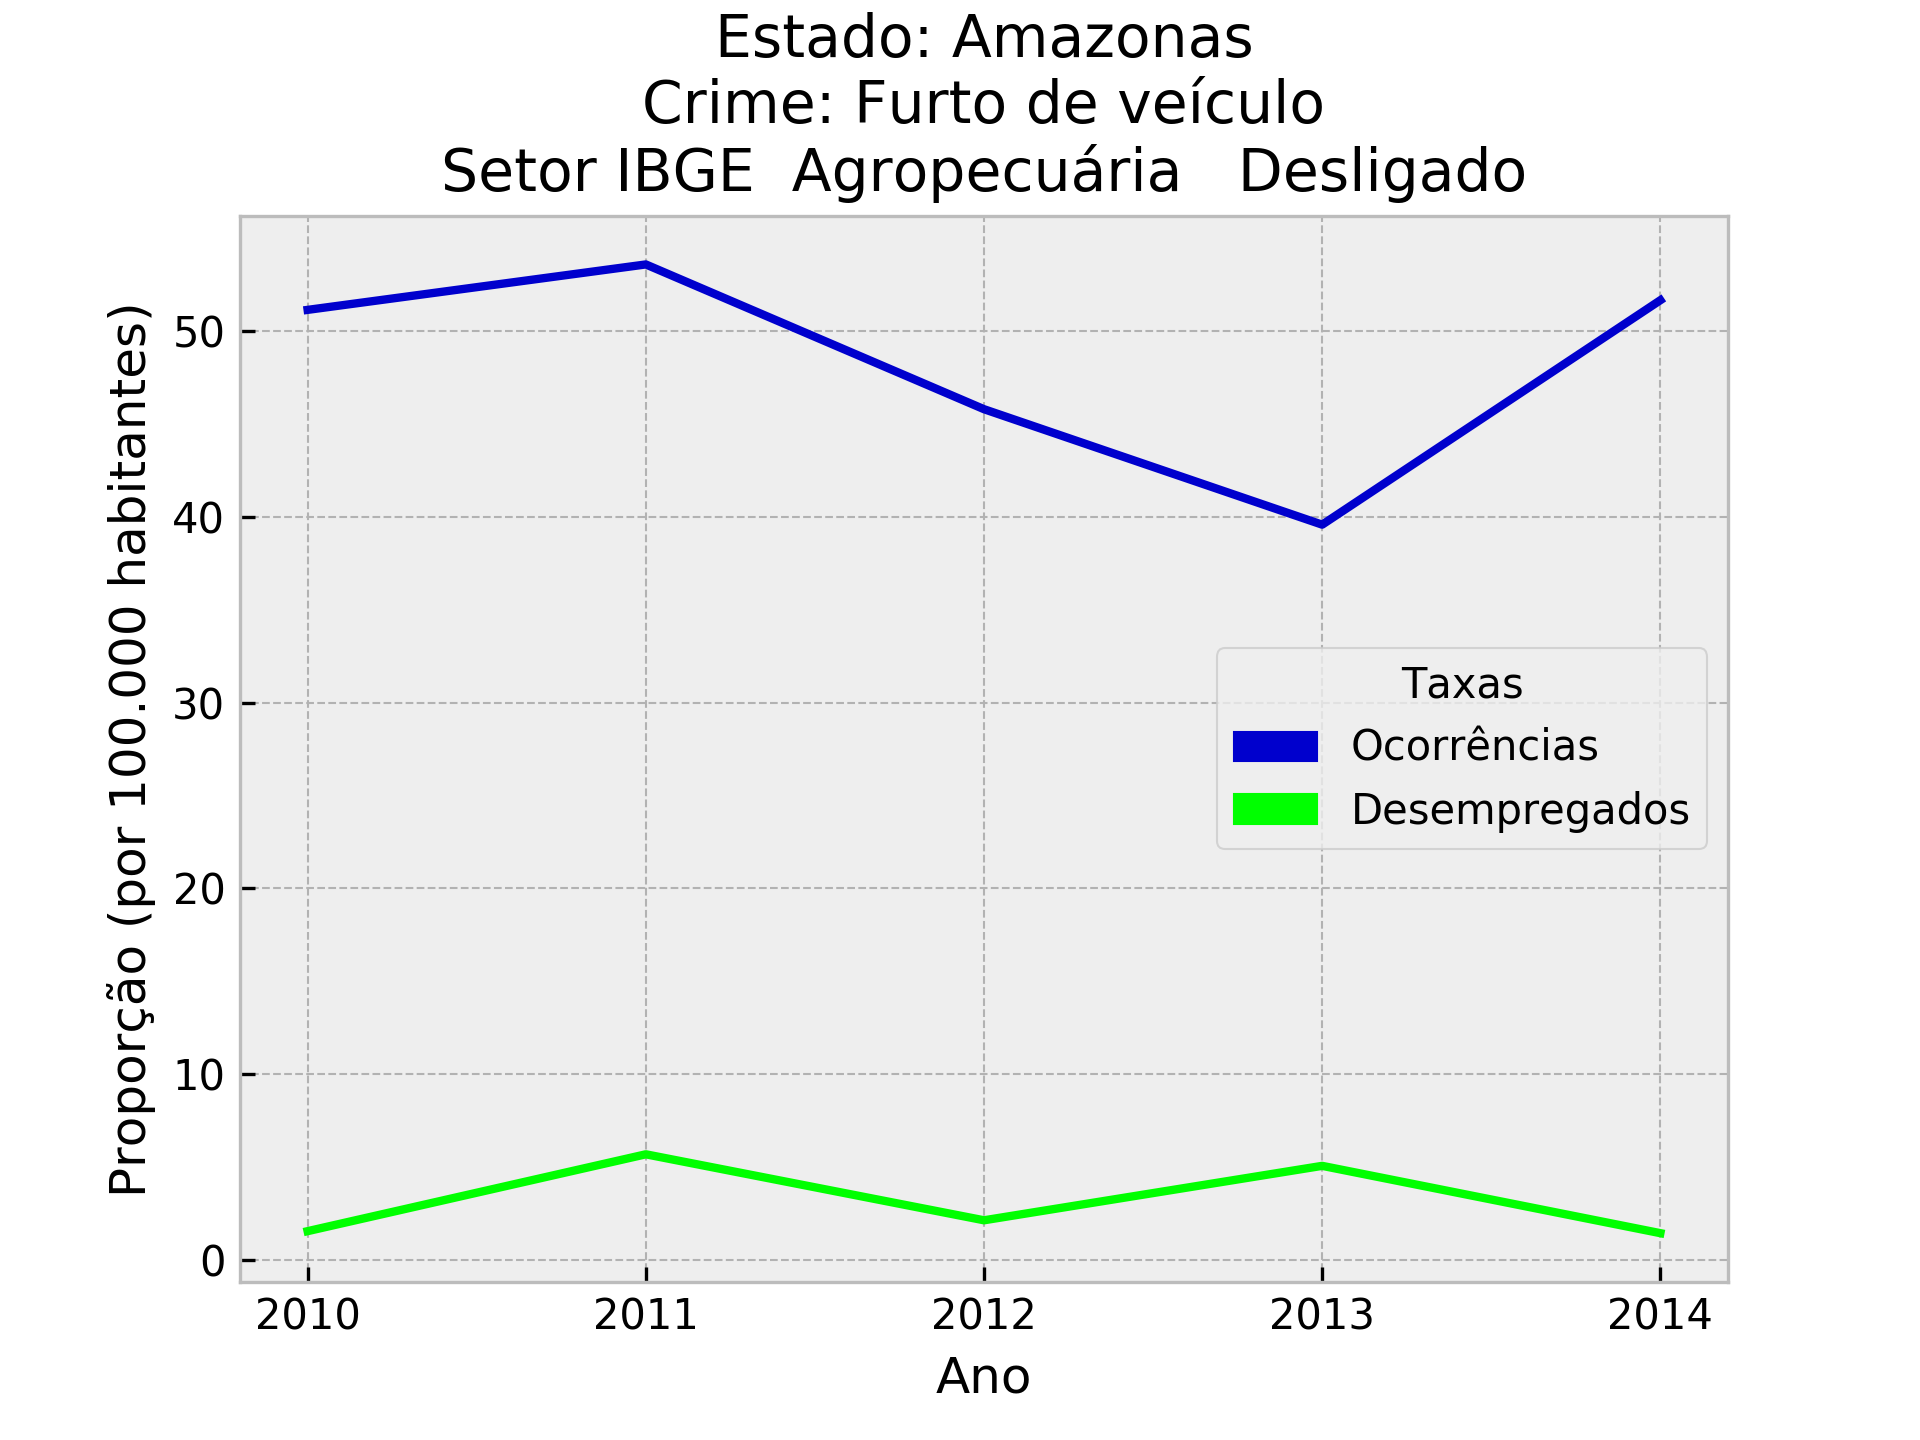 Estado: Amazonas
Crime: Furto de veículo
Setor IBGE  Agropecuária   Desligado
Proporção (por 100.000 habitantes)
50
40
30
20
10
0
Taxas
Ocorrências
Desempregados
2010 2011 2012 2013 2014
Ano